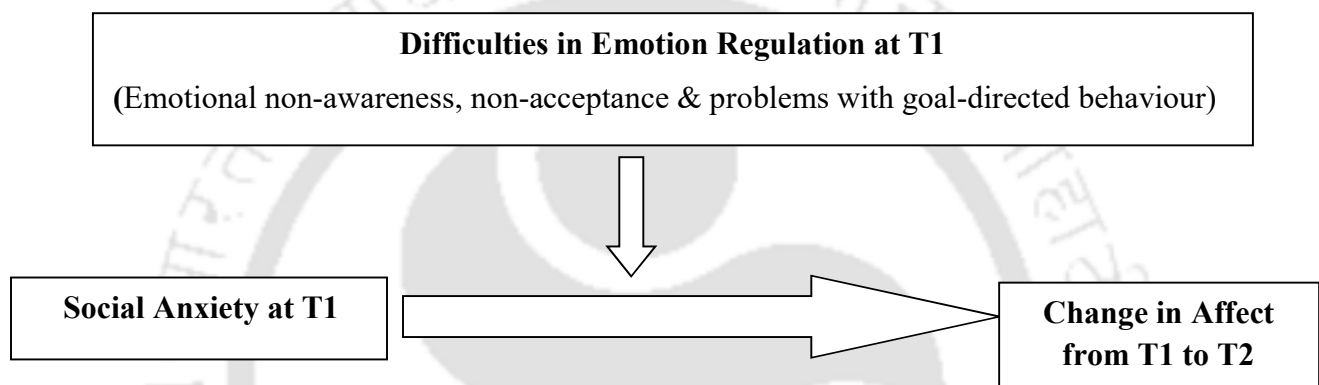 Difficulties in Emotion Regulation at T1
(Emotional non-awareness, non-acceptance & problems with goal-directed behaviour)
Social Anxiety at T1
Change in Affect
from T1 to T2